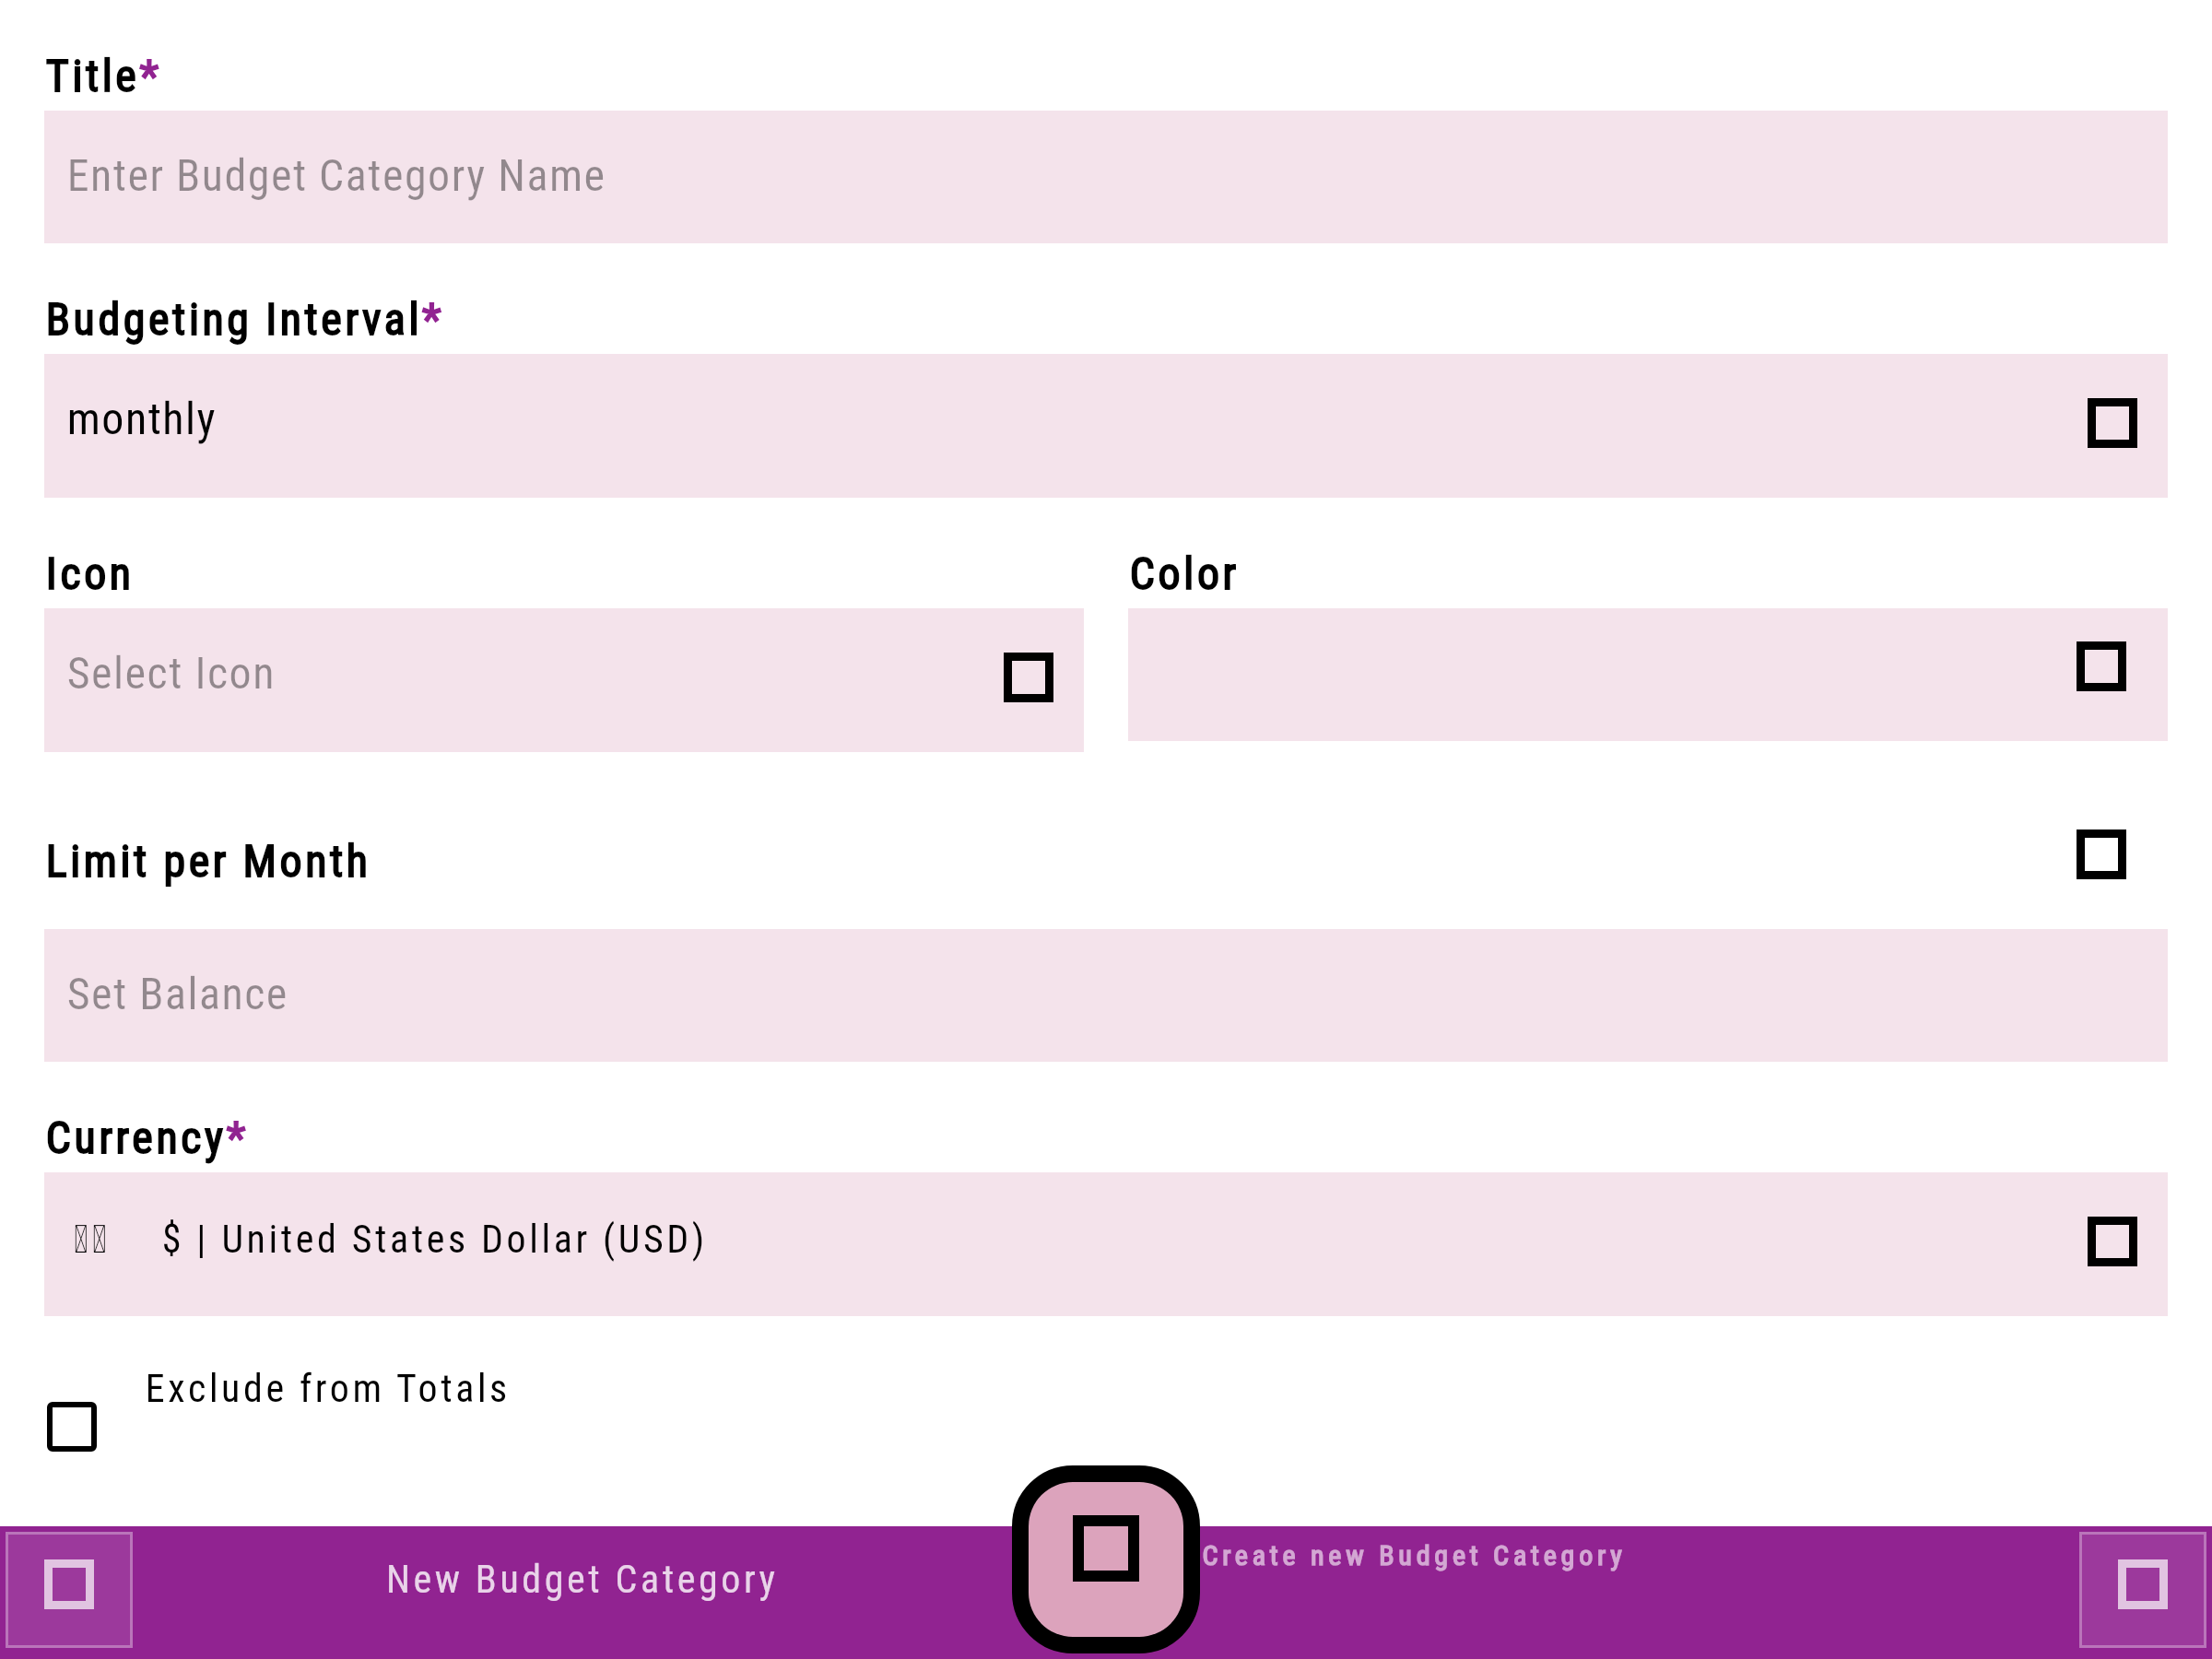 Title*
Enter Budget Category Name
Budgeting Interval*
monthly
Icon
Color
Select Icon
Limit per Month
Set Balance
Currency*
$ | United States Dollar (USD)
Exclude from Totals
New Budget Category
Create new Budget Category